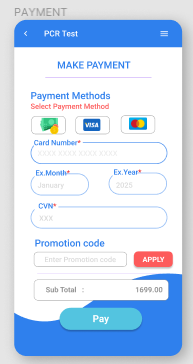 PAYMENT
PCR Test
MAKE PAYMENT
Payment Methods
Select Payment Method
VISA
Card Number*
XXXX XXXX XXXX XXXX
Ex.Month* Ex.Year*
January 2025
CVN*
XXX
Promotion code
Enter Promotion code APPLY
Sub Total : 1699.00
Pay